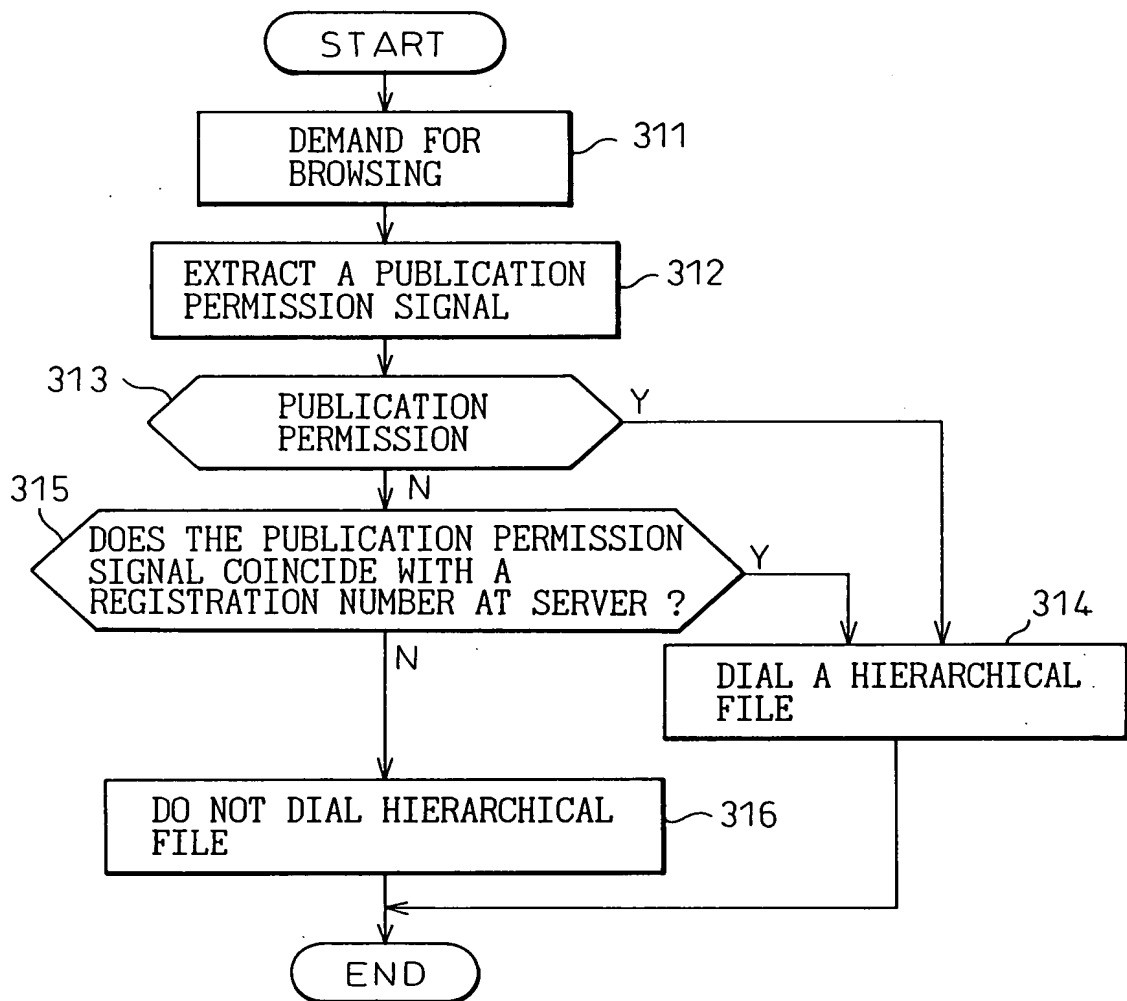 START
DEMAND FOR
BROWSING
311
EXTRACT A PUBLICATION
PERMISSION SIGNAL
312
313
PUBLICATION
PERMISSION
Y
N
315
DOES THE PUBLICATION PERMISSION
SIGNAL COINCIDE WITH A
REGISTRATION NUMBER AT SERVER ?
Y
N
314
DIAL A HIERARCHICAL
FILE
DO NOT DIAL HIERARCHICAL
FILE
316
END